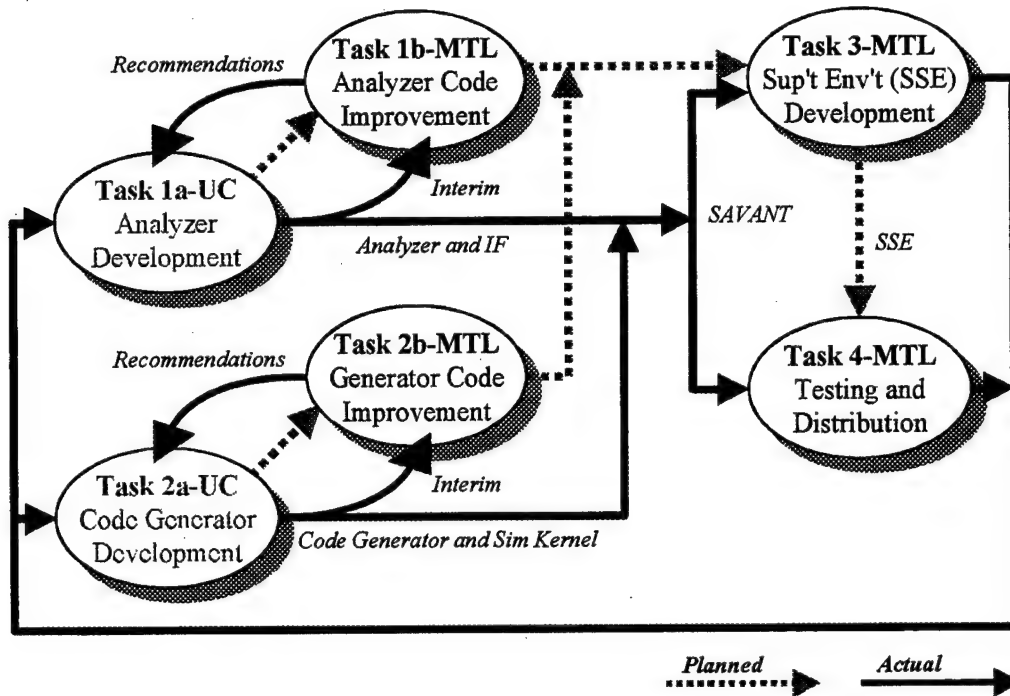 Task 1b-MTL
Analyzer Code
Improvement
Recommendations
Task 3-MTL
Sup't Env't (SSE)
Development
Task 1a-UC
Analyzer
Development
Interim
Analyzer and IF
SAVANT
SSE
Task 2b-MTL
Generator Code
Improvement
Recommendations
Task 4-MTL
Testing and
Distribution
Task 2a-UC
Code Generator
Development
Interim
Code Generator and Sim Kernel
Planned
Actual